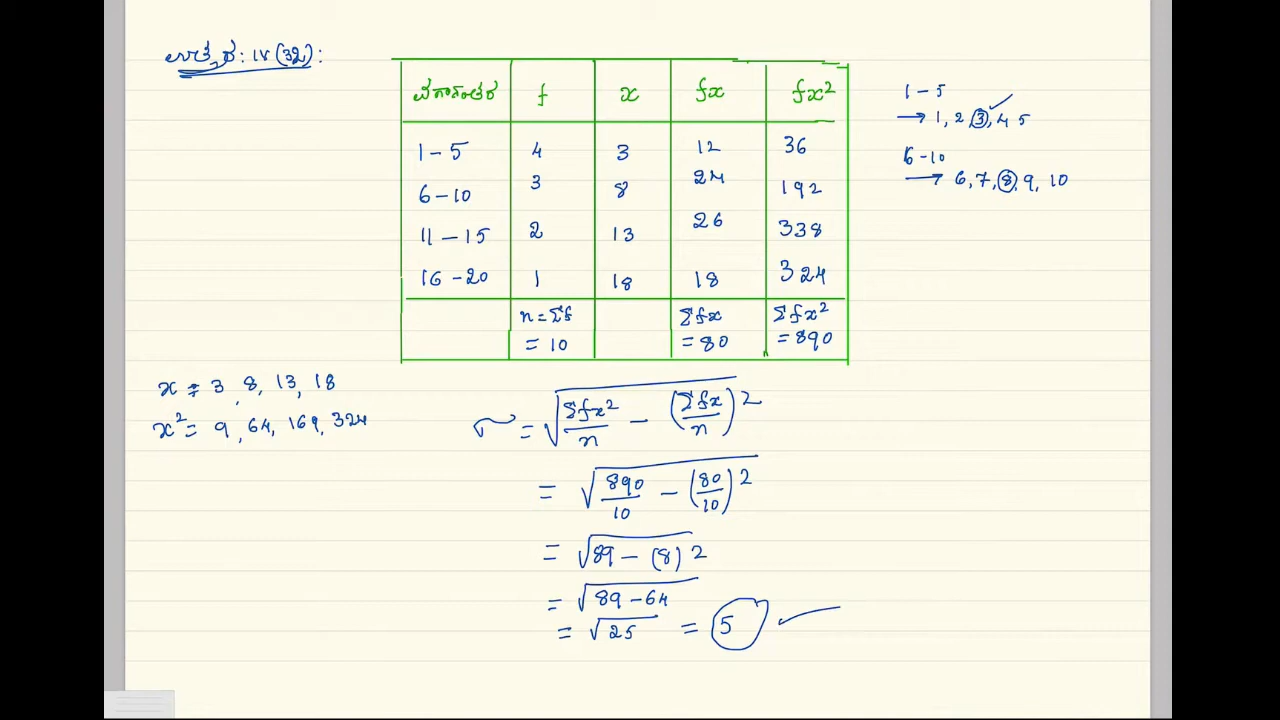 ಉತ್ತರ: IV (32):
ವರ್ಗಾಂತರ f x fx fx²
1 - 5 4 3 12 36
6 - 10 3 8 24 192
11 - 15 2 13 26 338
16 - 20 1 18 18 324
n = Σf Σfx Σfx²
= 10 = 80 = 890
1 - 5
→ 1, 2, 3, 4 5 ✓
6 - 10
→ 6, 7, 8, 9, 10
x = 3, 8, 13, 18
x² = 9, 64, 169, 324
σ = √(Σfx²/n - (Σfx/n)²)
= √(890/10 - (80/10)²)
= √(89 - (8)²)
= √(89 - 64)
= √25 = 5 ✓